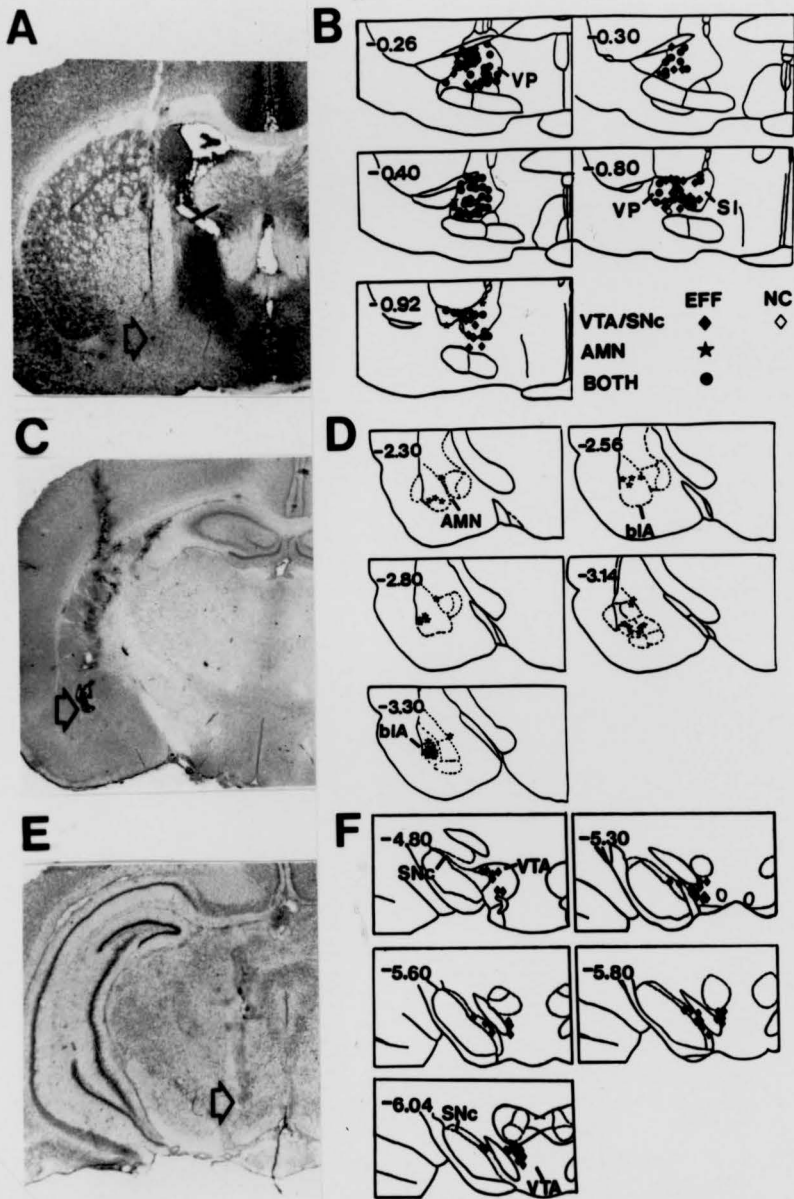 A
B
-0.26
VP
-0.30
-0.40
-0.80
VP
SI
-0.92
EFF NC
VTA/SNc
AMN
BOTH
C
D
-2.30
AMN
-2.56
blA
-2.80
-3.14
-3.30
blA
E
F
-4.80
SNc
VTA
-5.30
-5.60
-5.80
-6.04
SNc
VTA